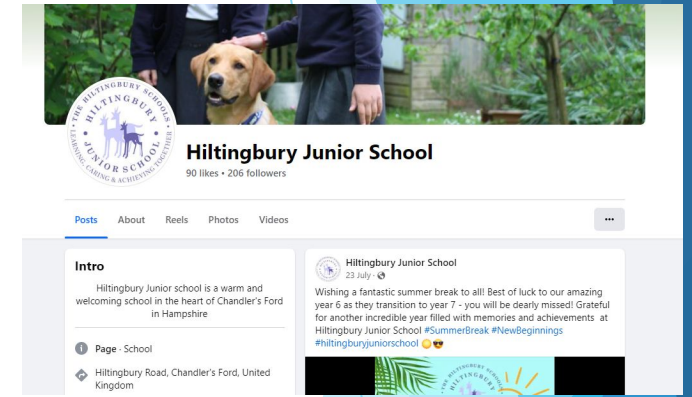 THE HILTINGBURY SCHOOLS
HILTINGBURY
JUNIOR SCHOOL
LEARNING, CARING & ACHIEVING TOGETHER
Hiltingbury Junior School
90 likes • 206 followers
Posts About Reels Photos Videos
Intro
Hiltingbury Junior school is a warm and
welcoming school in the heart of Chandler's Ford
in Hampshire
Page · School
Hiltingbury Road, Chandler's Ford, United
Kingdom
Hiltingbury Junior School
23 July ·
Wishing a fantastic summer break to all! Best of luck to our amazing
year 6 as they transition to year 7 - you will be dearly missed! Grateful
for another incredible year filled with memories and achievements at
Hiltingbury Junior School #SummerBreak #NewBeginnings
#hiltingburyjuniorschool
THE HILTINGBURY SCHOOLS
HILTINGBURY